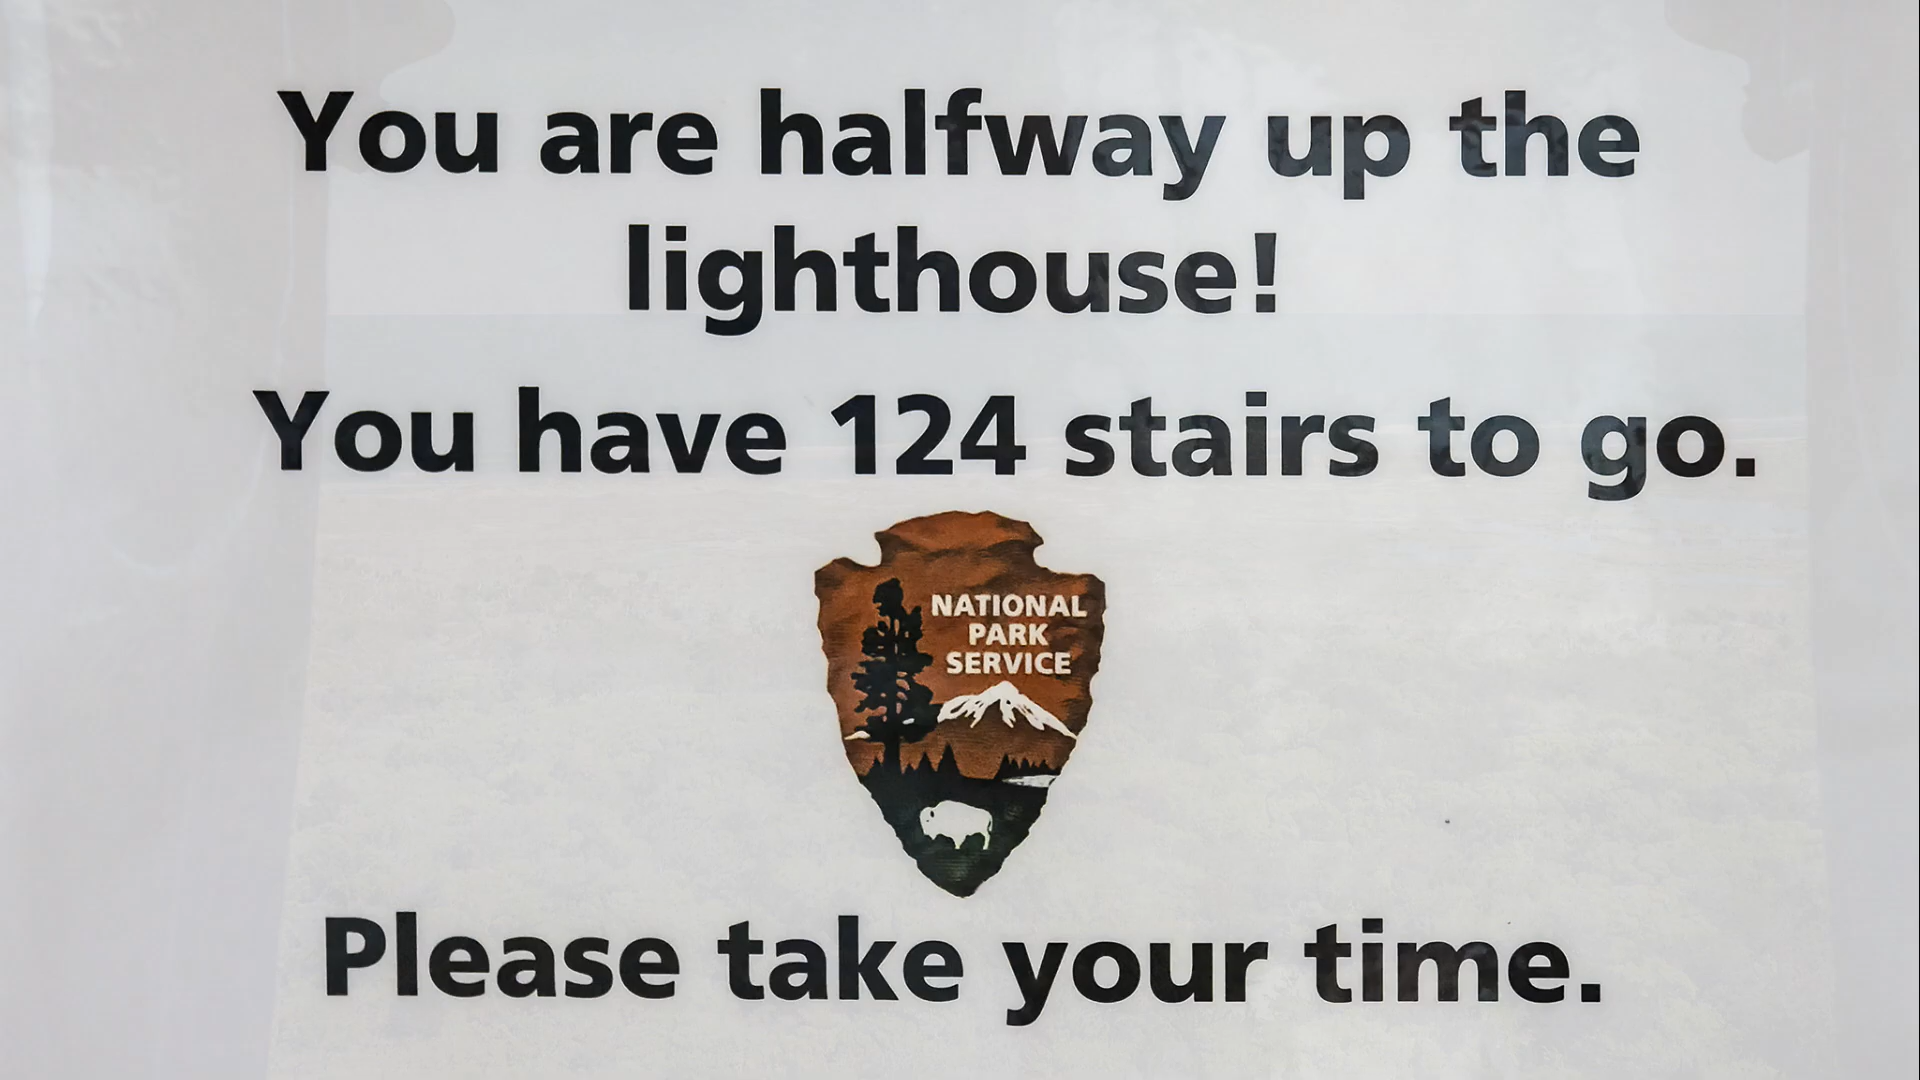 You are halfway up the
lighthouse!
You have 124 stairs to go.
NATIONAL
PARK
SERVICE
Please take your time.